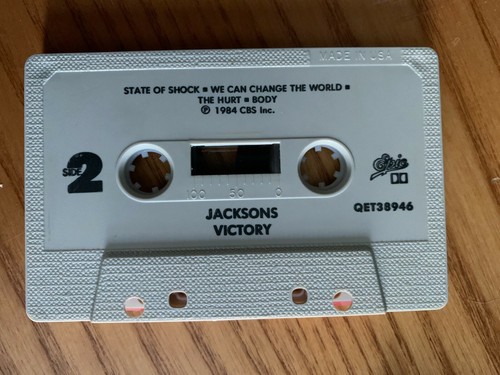 MADE IN USA
STATE OF SHOCK ▪ WE CAN CHANGE THE WORLD ▪
THE HURT ▪ BODY
℗ 1984 CBS Inc.
SIDE
2
Epic
100 50 0
JACKSONS
VICTORY
QET38946